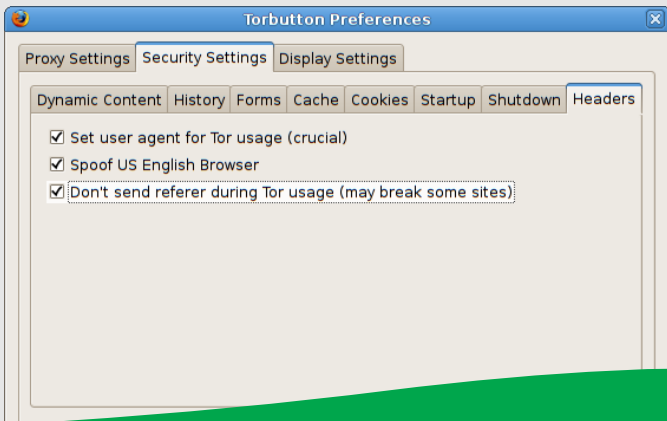 Torbutton Preferences
Proxy Settings Security Settings Display Settings
Dynamic Content History Forms Cache Cookies Startup Shutdown Headers
Set user agent for Tor usage (crucial)
Spoof US English Browser
Don't send referer during Tor usage (may break some sites)